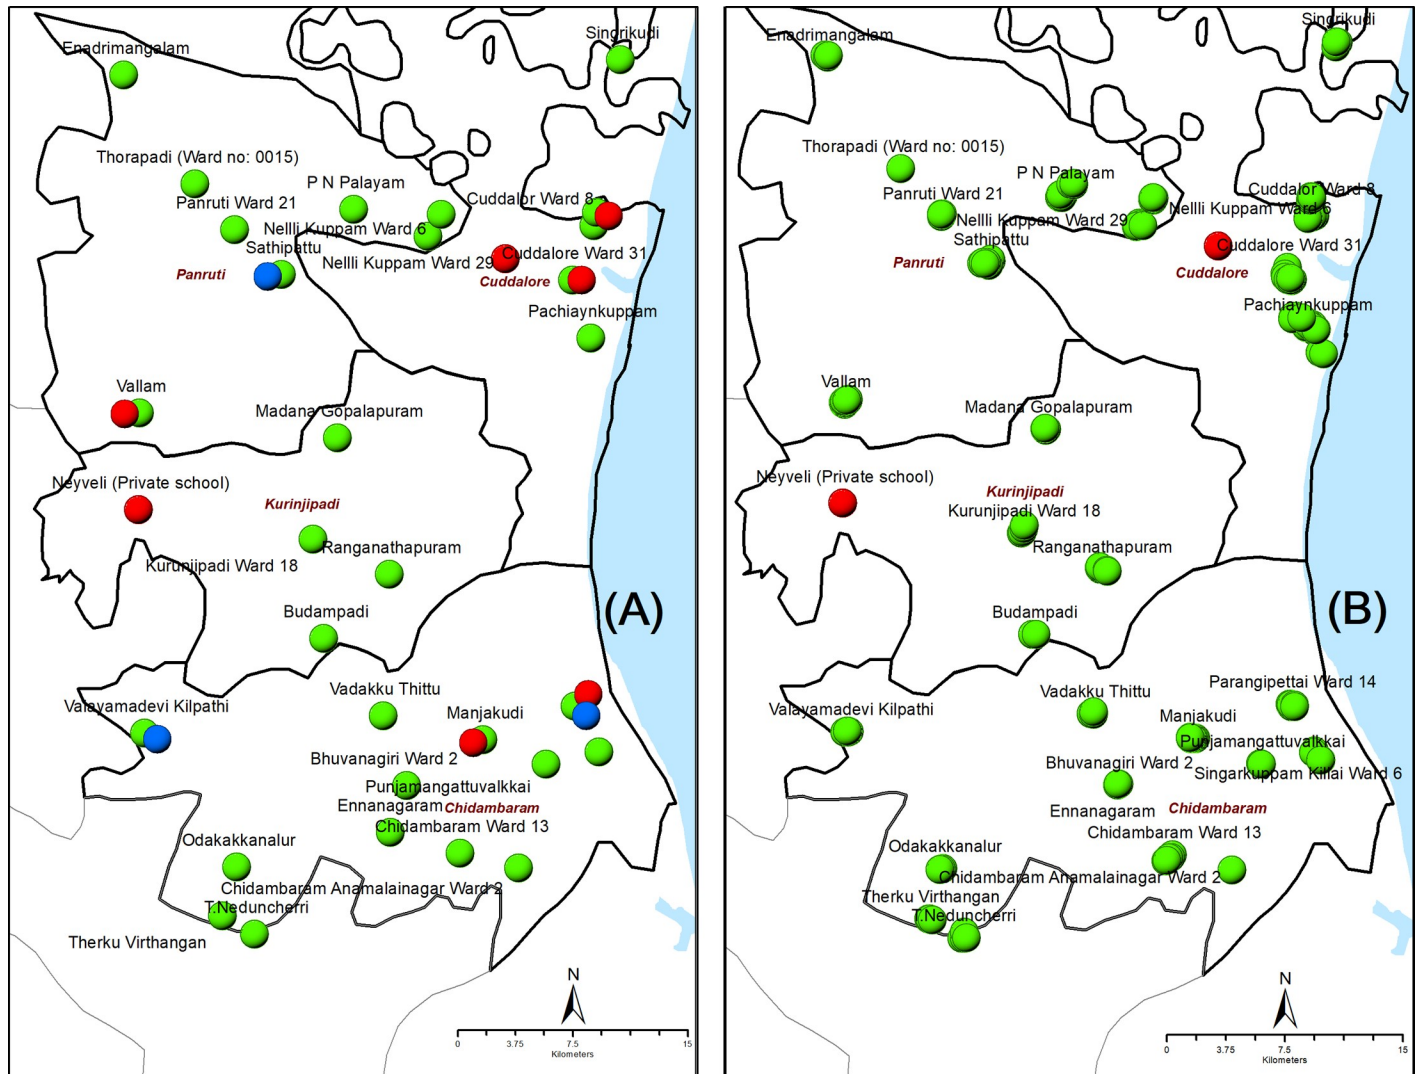 Enadrimangalam
Singrikudi
Thorapadi (Ward no: 0015)
P N Palayam
Panruti Ward 21
Cuddalor Ward 8
Nellli Kuppam Ward 6
Sathipattu
Nellli Kuppam Ward 29
Cuddalore Ward 31
Panruti
Cuddalore
Pachiaynkuppam
Vallam
Madana Gopalapuram
Neyveli (Private school)
Kurinjipadi
Ranganathapuram
Kurunjipadi Ward 18
Budampadi
(A)
Vadakku Thittu
Valayamadevi Kilpathi
Manjakudi
Bhuvanagiri Ward 2
Punjamangattuvalkkai
Ennanagaram
Chidambaram
Chidambaram Ward 13
Odakakkanalur
Chidambaram Anamalainagar Ward 2
T.Neduncherri
Therku Virthangan
N
0 3.75 7.5 15
Kilometers
Singrikudi
Enadrimangalam
Thorapadi (Ward no: 0015)
P N Palayam
Panruti Ward 21
Cuddalor Ward 8
Nellli Kuppam Ward 6
Nellli Kuppam Ward 29
Sathipattu
Cuddalore Ward 31
Panruti
Cuddalore
Pachiaynkuppam
Vallam
Madana Gopalapuram
Neyveli (Private school)
Kurinjipadi
Kurunjipadi Ward 18
Ranganathapuram
Budampadi
(B)
Parangipettai Ward 14
Vadakku Thittu
Valayamadevi Kilpathi
Manjakudi
Punjamangattuvalkkai
Bhuvanagiri Ward 2
Singarkuppam Killai Ward 6
Ennanagaram
Chidambaram
Chidambaram Ward 13
Odakakkanalur
Chidambaram Anamalainagar Ward 2
Therku Virthangan
T.Neduncherri
N
0 3.75 7.5 15
Kilometers